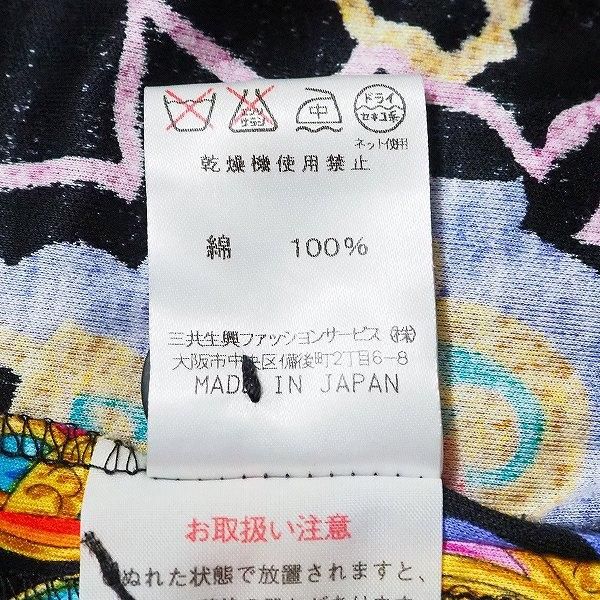 エンソ
サラシ
中
ドライ
セキユ系
ネット使用
乾燥機使用禁止
綿 100%
三共生興ファッションサービス㈱
大阪市中央区備後町2丁目6-8
MADE IN JAPAN
お取扱い注意
ぬれた状態で放置されますと、